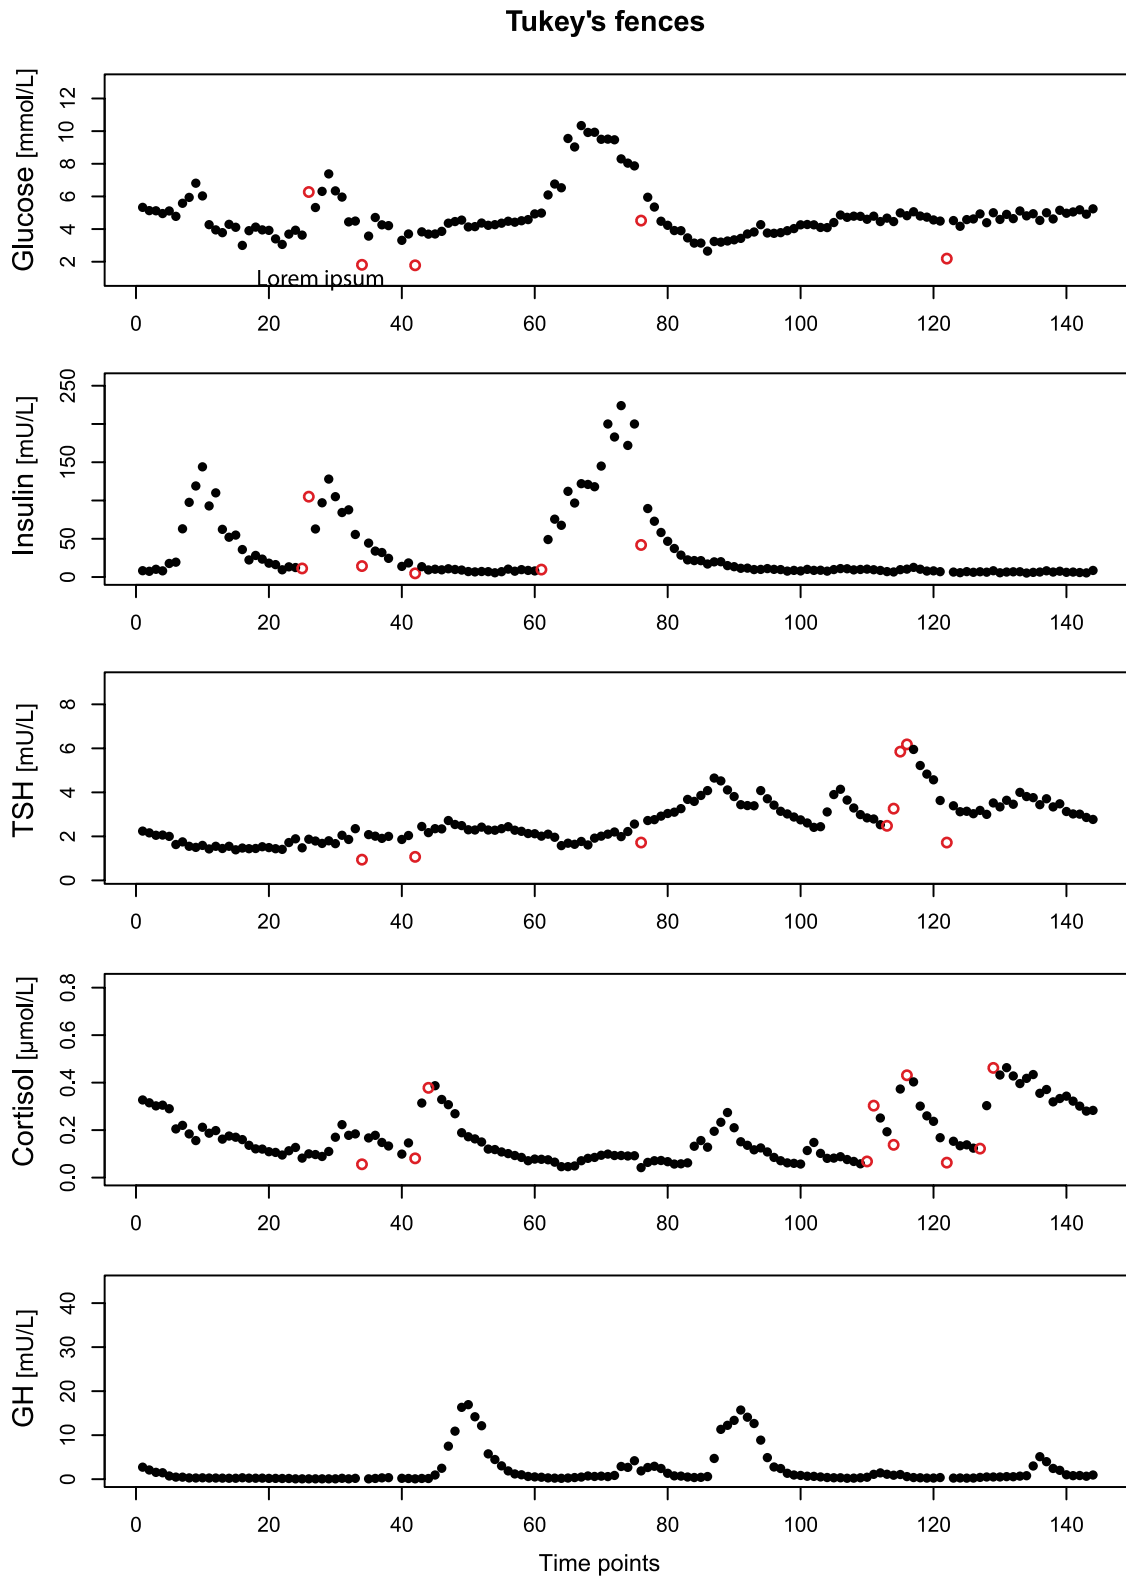 Tukey's fences
Glucose [mmol/L]
12
10
8
6
4
2
Lorem ipsum
0 20 40 60 80 100 120 140
Insulin [mU/L]
250
150
50
0
0 20 40 60 80 100 120 140
TSH [mU/L]
8
6
4
2
0
0 20 40 60 80 100 120 140
Cortisol [µmol/L]
0.8
0.6
0.4
0.2
0.0
0 20 40 60 80 100 120 140
GH [mU/L]
40
30
20
10
0
0 20 40 60 80 100 120 140
Time points